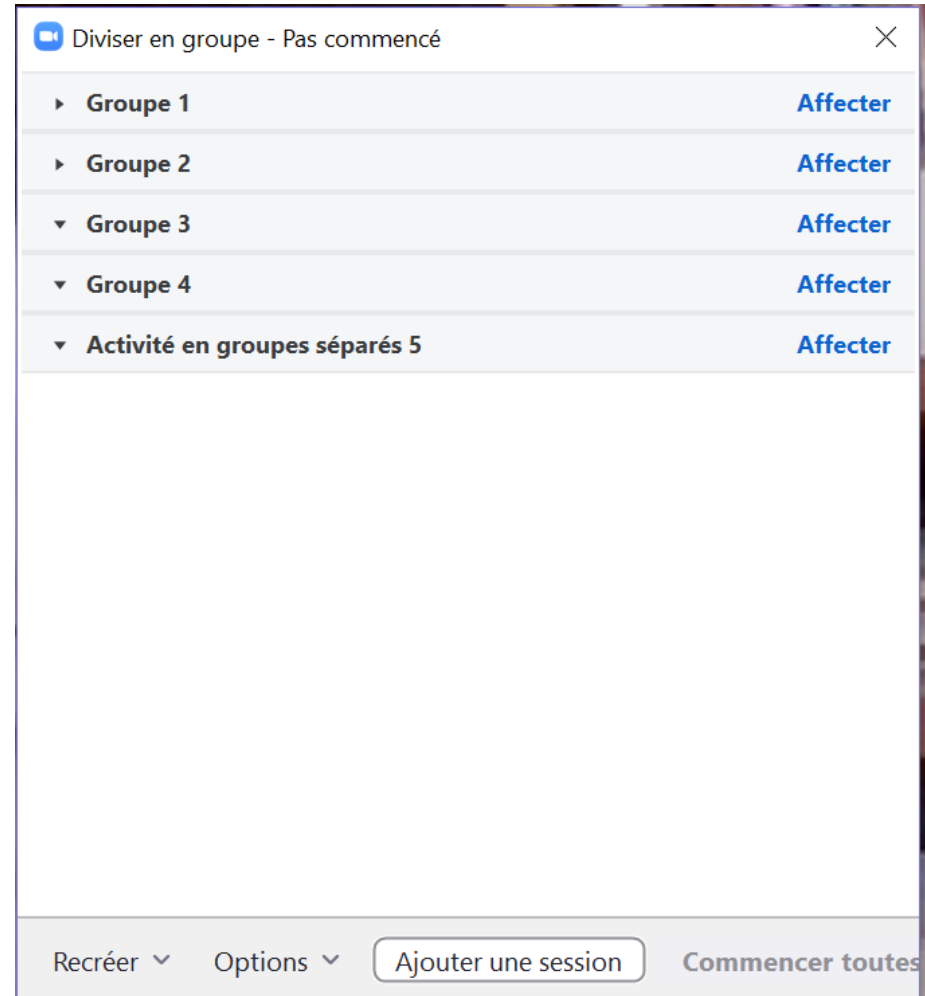 Diviser en groupe - Pas commencé
Groupe 1 Affecter
Groupe 2 Affecter
Groupe 3 Affecter
Groupe 4 Affecter
Activité en groupes séparés 5 Affecter
Recréer Options Ajouter une session Commencer toutes